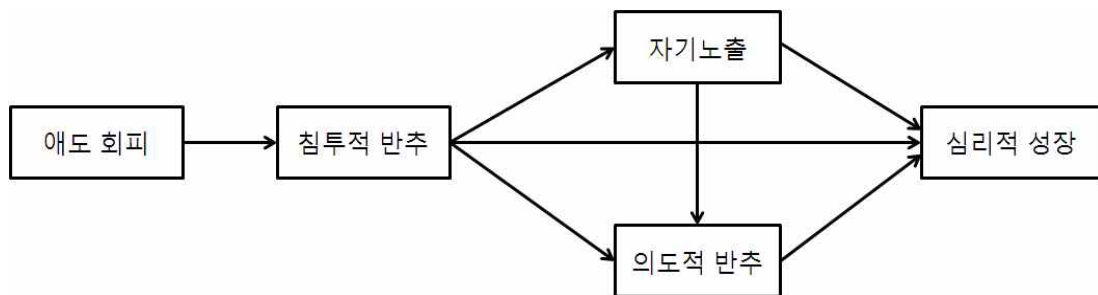 자기노출
애도 회피
침투적 반추
심리적 성장
의도적 반추